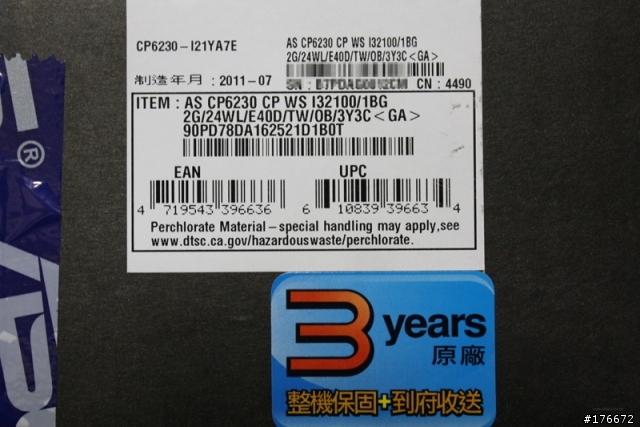 CP6230-I21YA7E
AS CP6230 CP WS I32100/1BG
2G/24WL/E40D/TW/OB/3Y3C<GA>
製造年月:2011-07
CN: 4490
ITEM : AS CP6230 CP WS I32100/1BG
2G/24WL/E40D/TW/OB/3Y3C<GA>
90PD78DA162521D1B0T
EAN
UPC
4 719543 396636
6 10839 39663 4
Perchlorate Material-special handling may apply,see
www.dtsc.ca.gov/hazardouswaste/perchlorate.
®
3 years
原廠
整機保固+到府收送
#176672